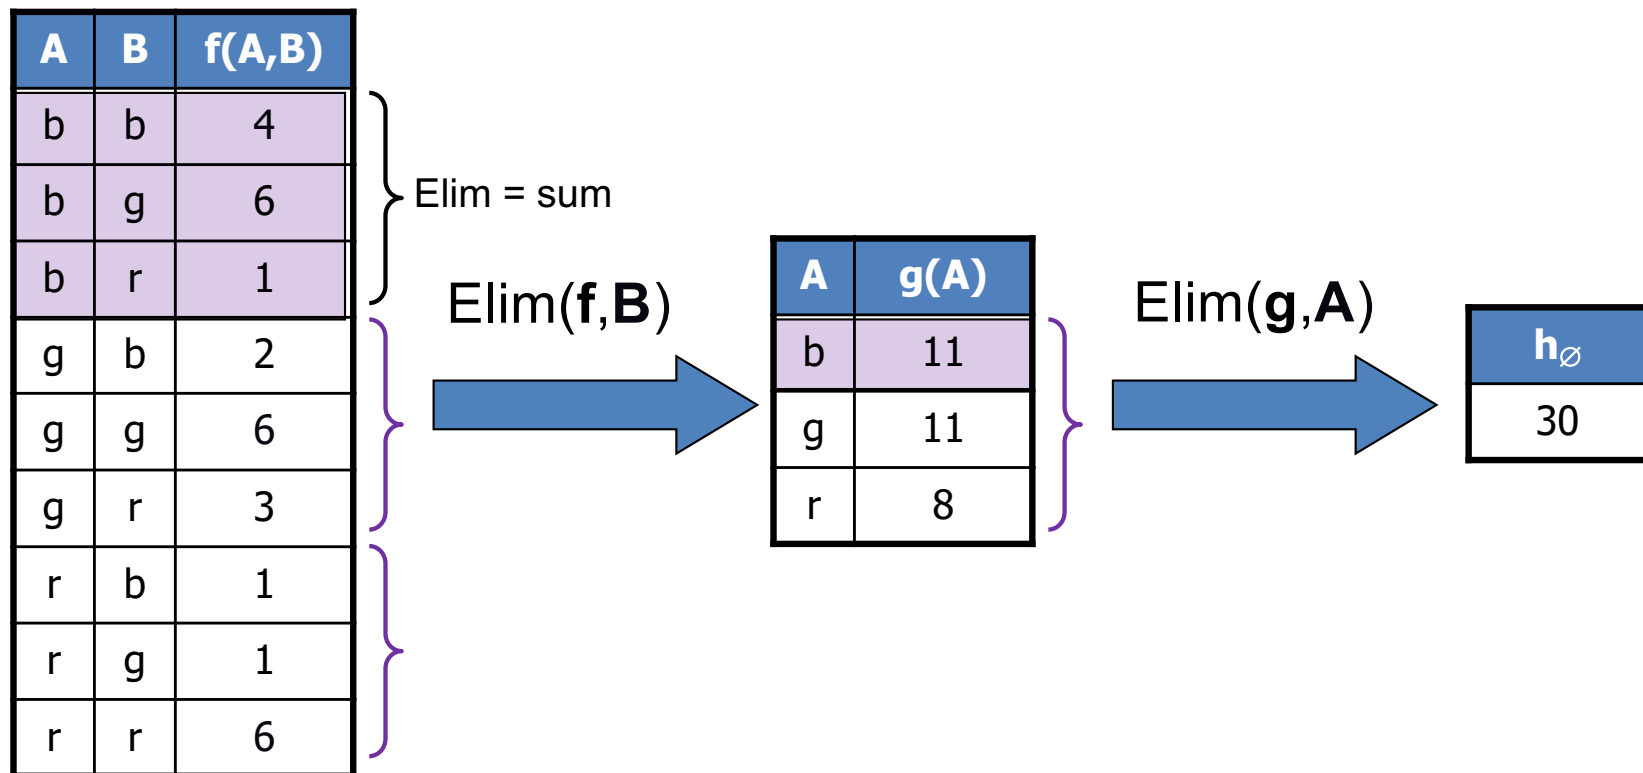 A B f(A,B)
b b 4
b g 6
b r 1
g b 2
g g 6
g r 3
r b 1
r g 1
r r 6
Elim = sum
Elim(f,B)
A g(A)
b 11
g 11
r 8
Elim(g,A)
h∅
30